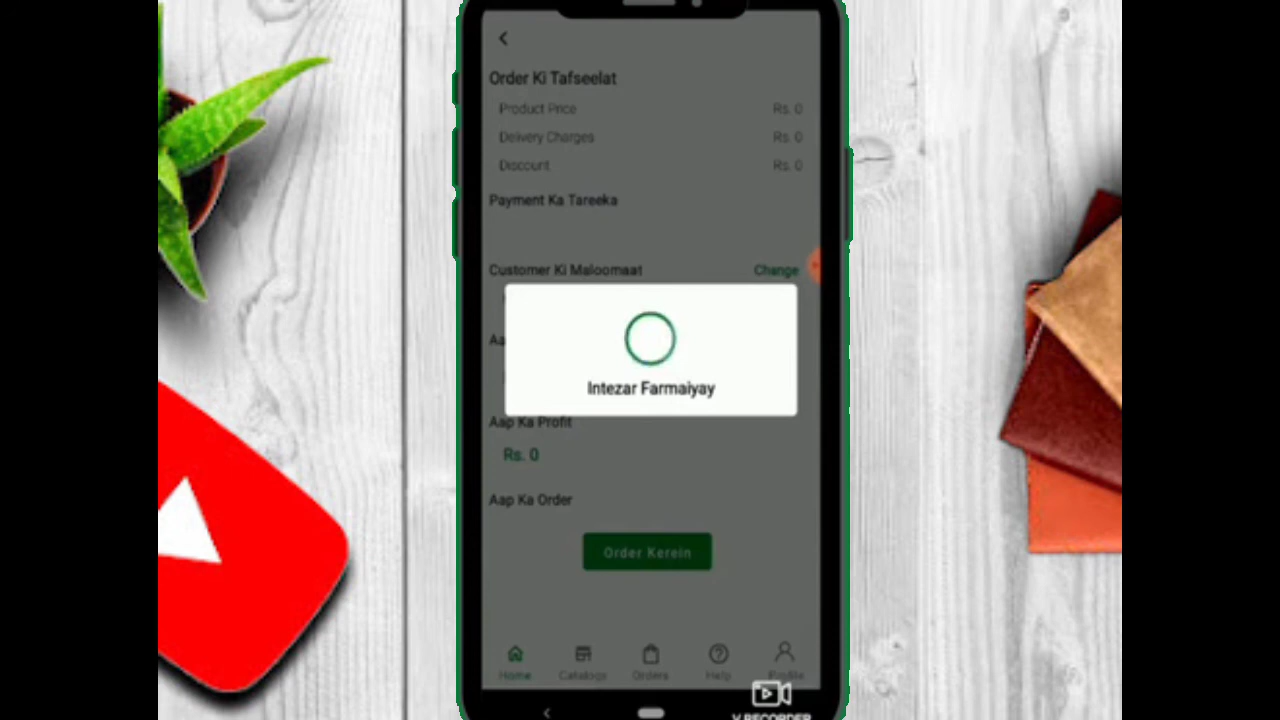 Order Ki Tafseelat
Product Price Rs. 0
Delivery Charges Rs. 0
Discount Rs. 0
Payment Ka Tareeka
Customer Ki Maloomaat Change
Aa
Intezar Farmaiyay
Aap Ka Profit
Rs. 0
Aap Ka Order
Order Kerein
Home Catalogs Orders Help Profile
V RECORDER